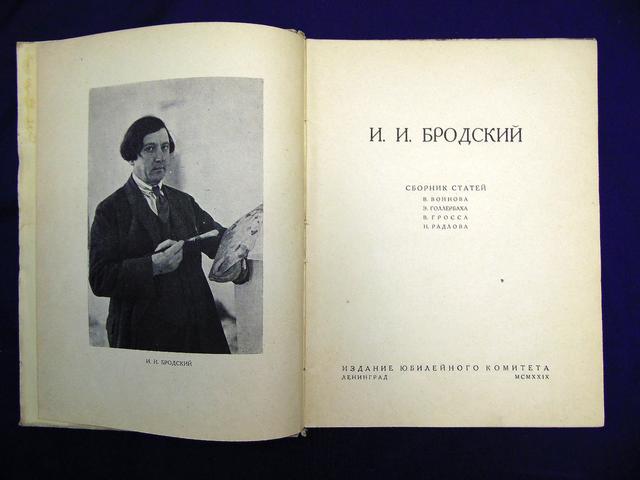 И. И. БРОДСКИЙ
И. И. БРОДСКИЙ
СБОРНИК СТАТЕЙ
В. ВОИНОВА
Э. ГОЛЛЕРБАХА
В. ГРОССА
Н. РАДЛОВА
ИЗДАНИЕ ЮБИЛЕЙНОГО КОМИТЕТА
ЛЕНИНГРАД MCMXXIX